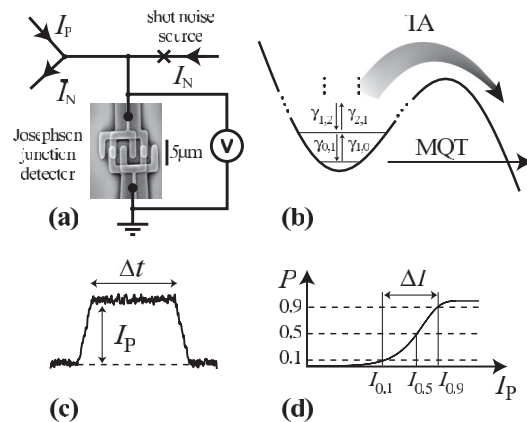 shot noise
source
I_P
I_N
I_N
Josephson
junction
detector
5μm
V
(a)
TA
γ_{1,2} γ_{2,1}
γ_{0,1} γ_{1,0}
MQT
(b)
Δt
I_P
(c)
P
ΔI
0.9
0.5
0.1
I_{0.1} I_{0.5} I_{0.9} I_P
(d)